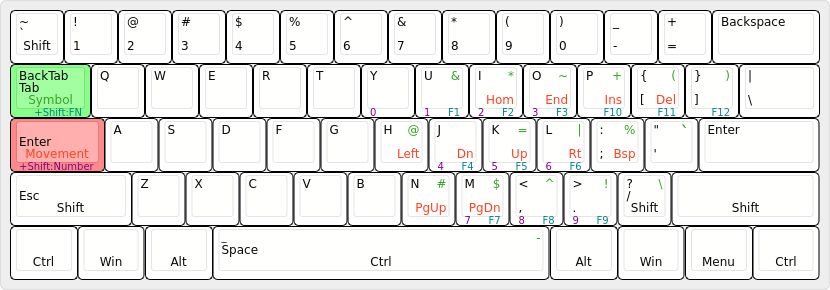 ~ ! @ # $ % ^ & * ( ) _ + Backspace
` Shift 1 2 3 4 5 6 7 8 9 0 - =
BackTab Q W E R T Y U & I * O ~ P + { ( } ) |
Tab
Symbol Hom End Ins [ Del ] \
+Shift:FN 0 1 F1 2 F2 3 F3 F10 F11 F12
A S D F G H @ J K = L | : % " ` Enter
Enter
Movement Left Dn Up Rt ; Bsp '
+Shift:Number 4 F4 5 F5 6 F6
Z X C V B N # M $ < ^ > ! ? \
Esc /
Shift PgUp PgDn , . Shift Shift
7 F7 8 F8 9 F9
_ -
Space
Ctrl Win Alt Ctrl Alt Win Menu Ctrl